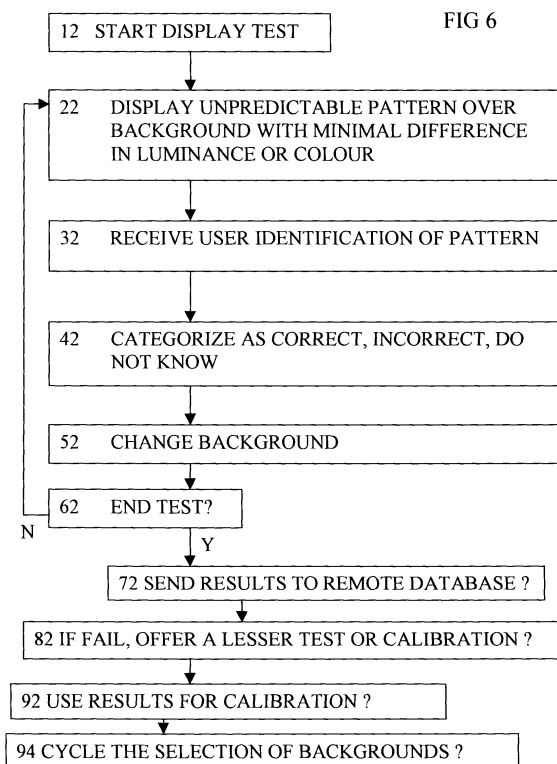 FIG 6
12 START DISPLAY TEST
22 DISPLAY UNPREDICTABLE PATTERN OVER
BACKGROUND WITH MINIMAL DIFFERENCE
IN LUMINANCE OR COLOUR
32 RECEIVE USER IDENTIFICATION OF PATTERN
42 CATEGORIZE AS CORRECT, INCORRECT, DO
NOT KNOW
52 CHANGE BACKGROUND
62 END TEST?
N
Y
72 SEND RESULTS TO REMOTE DATABASE ?
82 IF FAIL, OFFER A LESSER TEST OR CALIBRATION ?
92 USE RESULTS FOR CALIBRATION ?
94 CYCLE THE SELECTION OF BACKGROUNDS ?